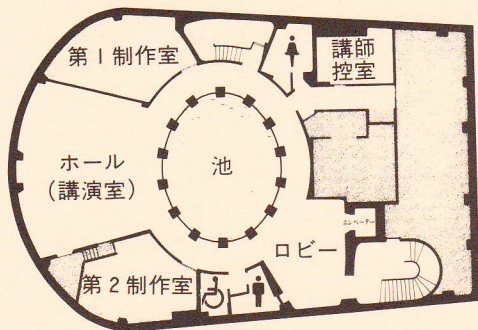 第1制作室
講師
控室
ホール
(講演室)
池
エレベーター
ロビー
第2制作室